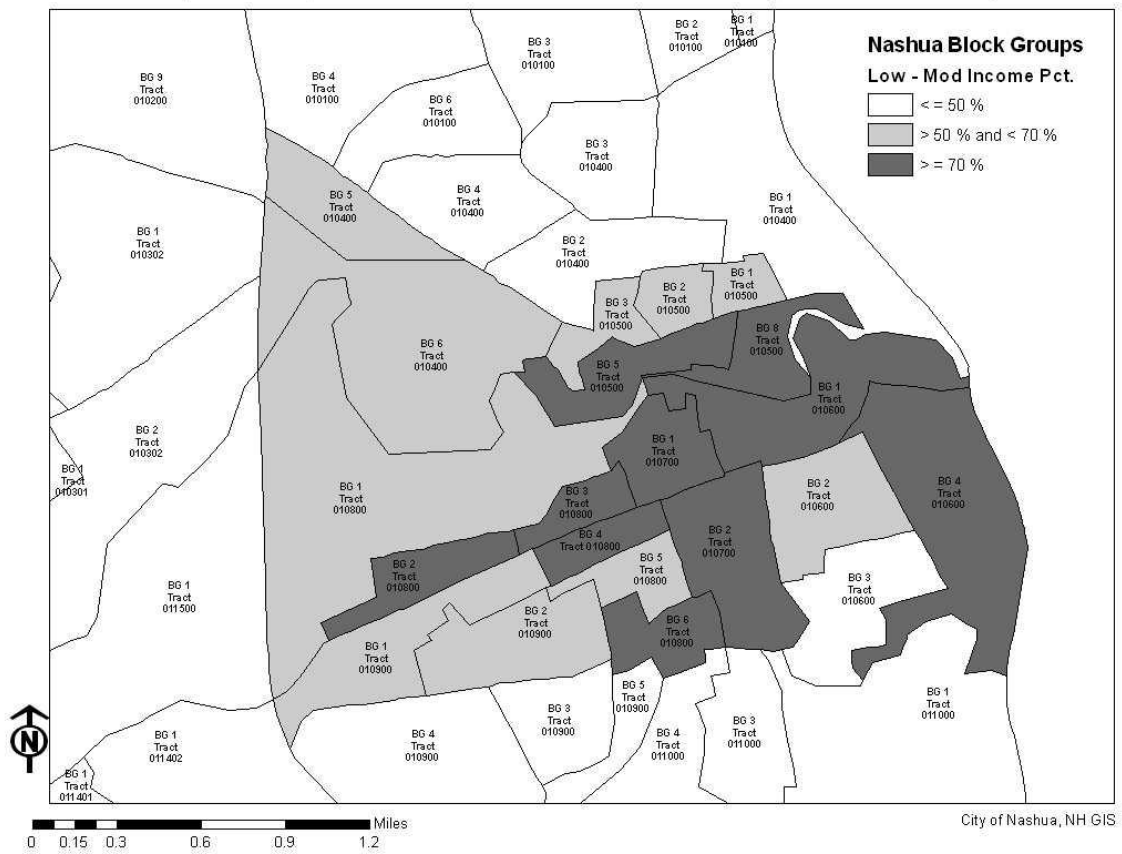 Nashua Block Groups
Low - Mod Income Pct.
< = 50 %
> 50 % and < 70 %
> = 70 %
BG 9
Tract
010200
BG 4
Tract
010100
BG 3
Tract
010100
BG 2
Tract
010100
BG 1
Tract
010100
BG 6
Tract
010100
BG 3
Tract
010400
BG 5
Tract
010400
BG 4
Tract
010400
BG 1
Tract
010400
BG 1
Tract
010302
BG 2
Tract
010400
BG 3
Tract
010500
BG 2
Tract
010500
BG 1
Tract
010500
BG 6
Tract
010400
BG 8
Tract
010500
BG 5
Tract
010500
BG 1
Tract
010600
BG 2
Tract
010302
BG 1
Tract
010301
BG 1
Tract
010700
BG 1
Tract
010800
BG 3
Tract
010800
BG 2
Tract
010600
BG 4
Tract
010600
BG 4
Tract 010800
BG 2
Tract
010700
BG 2
Tract
010800
BG 5
Tract
010800
BG 1
Tract
011500
BG 3
Tract
010600
BG 2
Tract
010900
BG 6
Tract
010800
BG 1
Tract
010900
BG 5
Tract
010900
BG 1
Tract
011000
BG 1
Tract
011402
BG 4
Tract
010900
BG 3
Tract
010900
BG 4
Tract
011000
BG 3
Tract
011000
BG 1
Tract
011401
N
Miles
0 0.15 0.3 0.6 0.9 1.2
City of Nashua, NH GIS